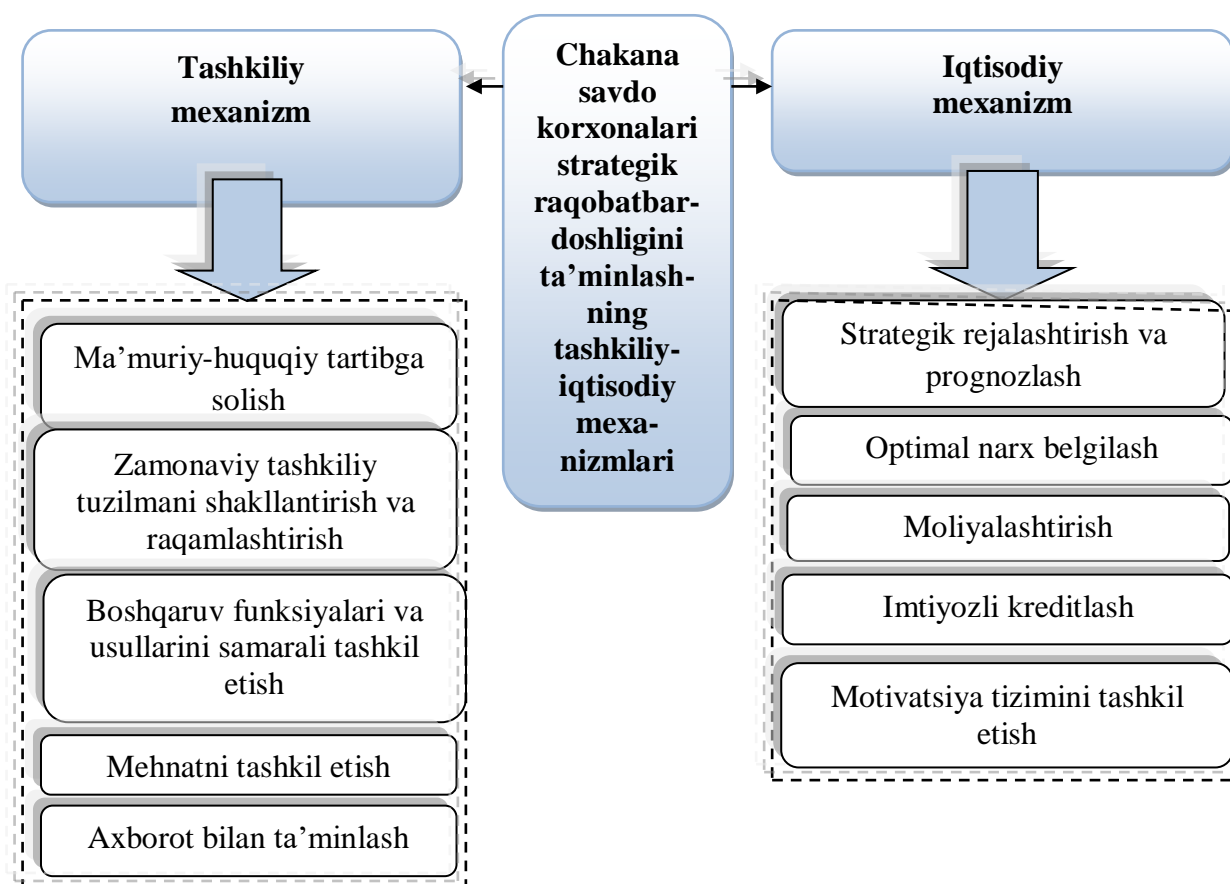 Tashkiliy
mexanizm
Chakana
savdo
korxonalari
strategik
raqobatbar-
doshligini
ta’minlash-
ning
tashkiliy-
iqtisodiy
mexa-
nizmlari
Iqtisodiy
mexanizm
Ma’muriy-huquqiy tartibga
solish
Zamonaviy tashkiliy
tuzilmani shakllantirish va
raqamlashtirish
Boshqaruv funksiyalari va
usullarini samarali tashkil
etish
Mehnatni tashkil etish
Axborot bilan ta’minlash
Strategik rejalashtirish va
prognozlash
Optimal narx belgilash
Moliyalashtirish
Imtiyozli kreditlash
Motivatsiya tizimini tashkil
etish